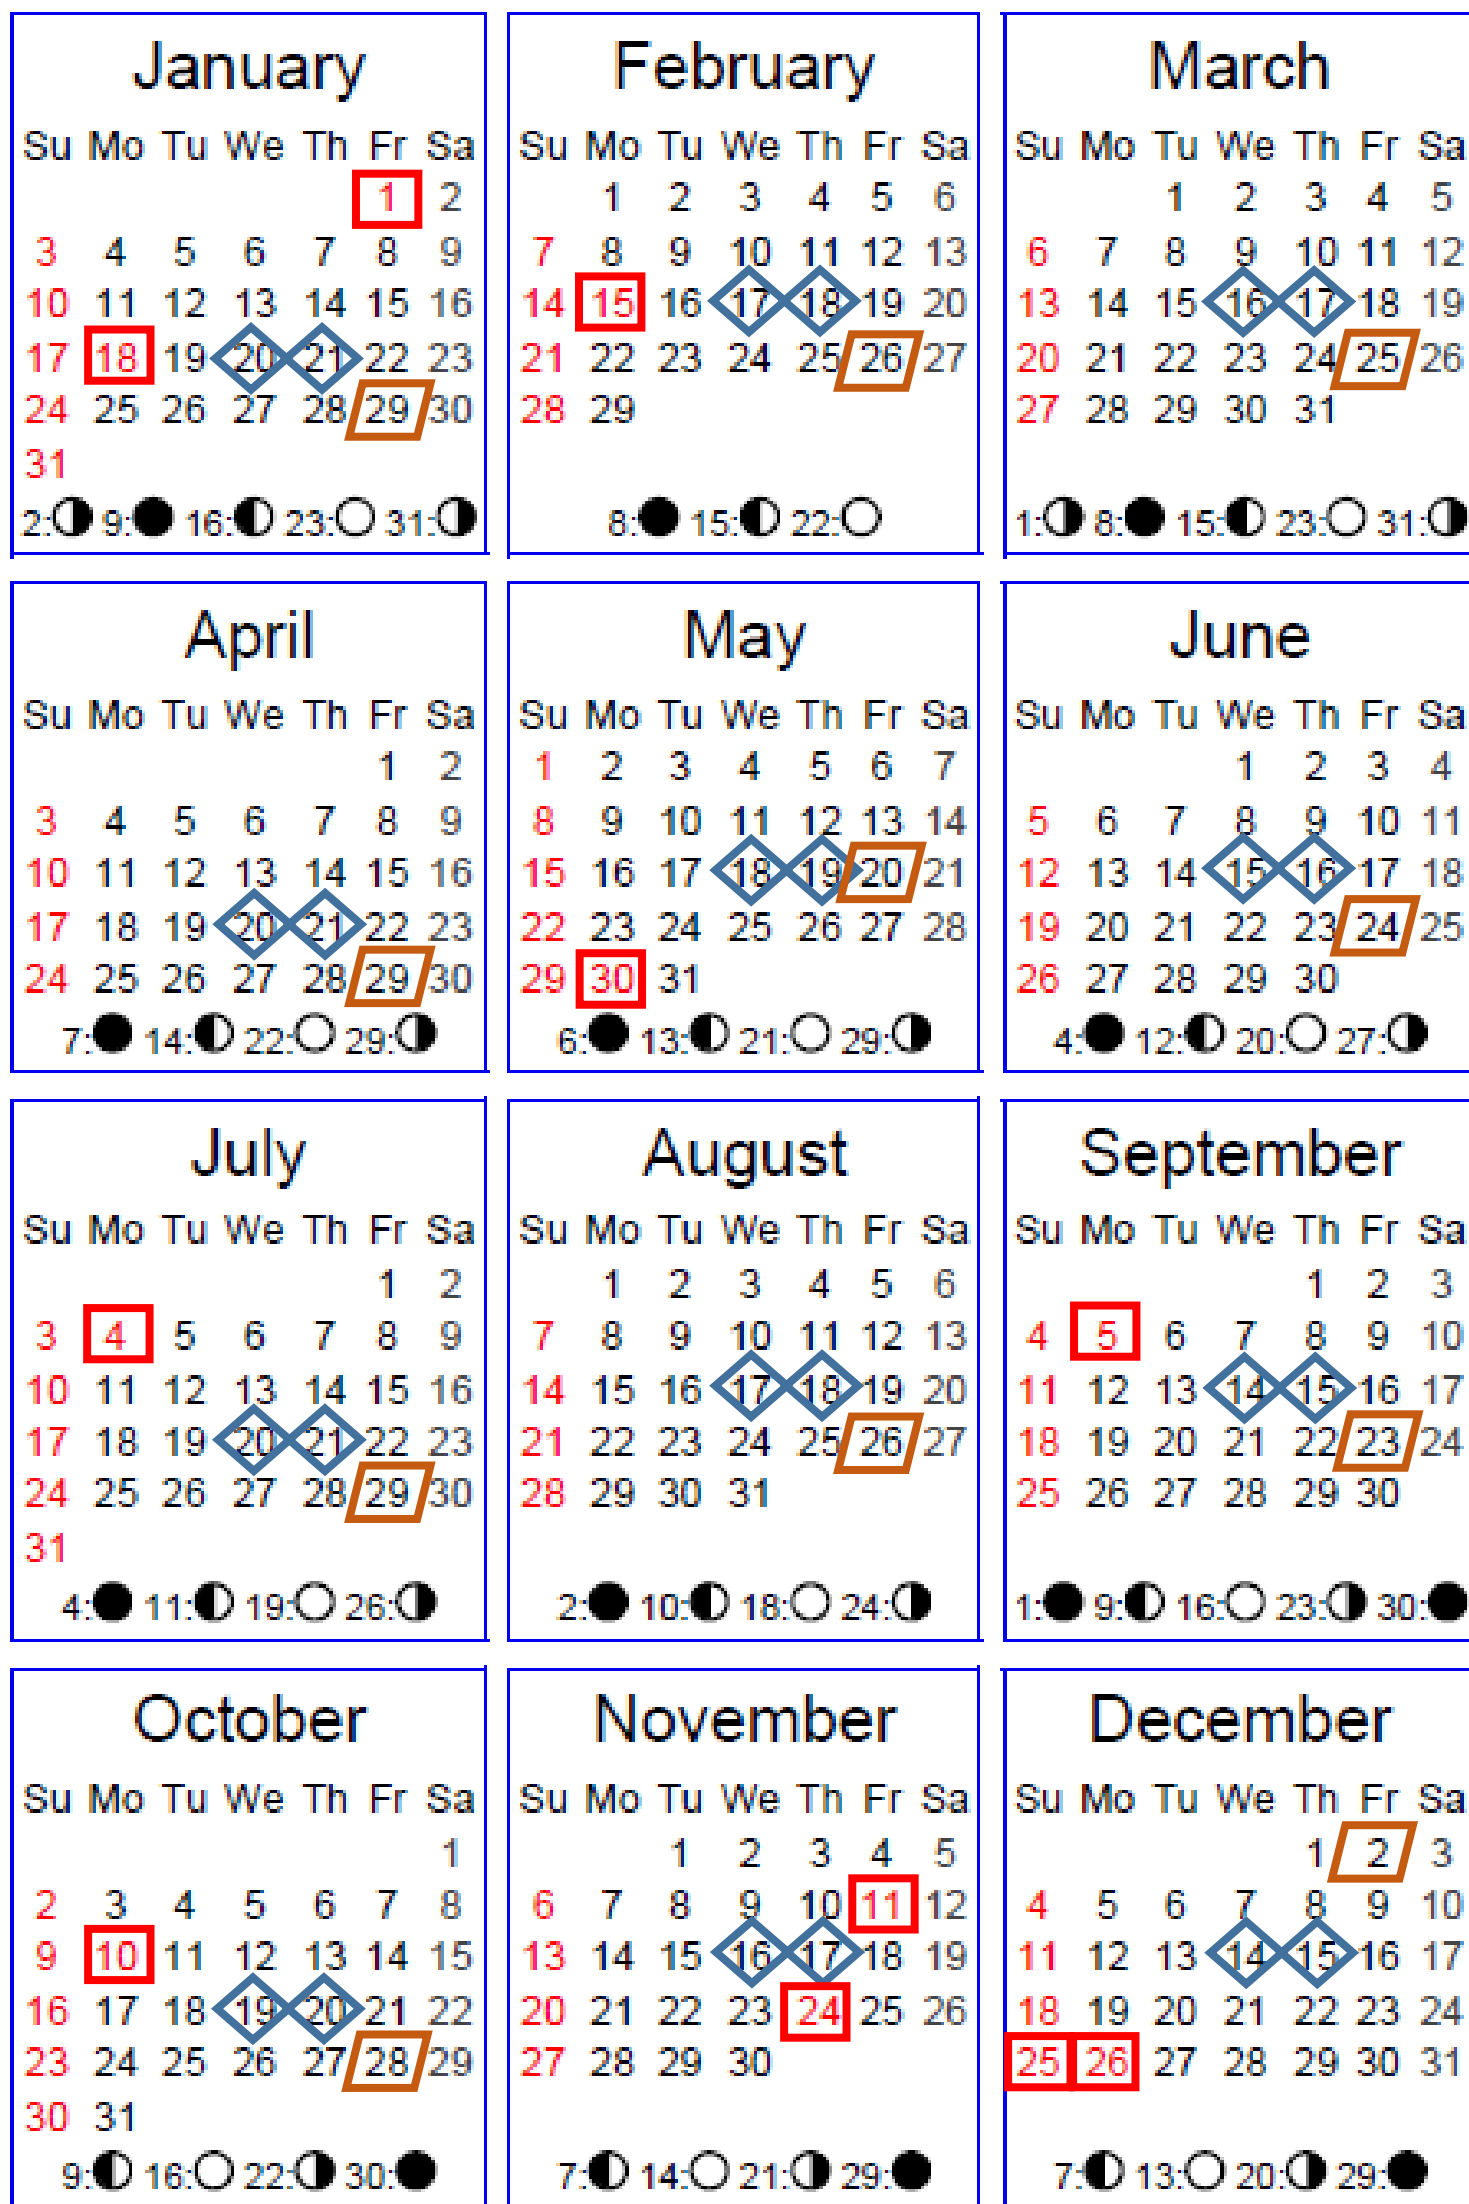 January
Su Mo Tu We Th Fr Sa
1 2
3 4 5 6 7 8 9
10 11 12 13 14 15 16
17 18 19 20 21 22 23
24 25 26 27 28 29 30
31
2: 9: 16: 23: 31:
February
Su Mo Tu We Th Fr Sa
1 2 3 4 5 6
7 8 9 10 11 12 13
14 15 16 17 18 19 20
21 22 23 24 25 26 27
28 29
8: 15: 22:
March
Su Mo Tu We Th Fr Sa
1 2 3 4 5
6 7 8 9 10 11 12
13 14 15 16 17 18 19
20 21 22 23 24 25 26
27 28 29 30 31
1: 8: 15: 23: 31:
April
Su Mo Tu We Th Fr Sa
1 2
3 4 5 6 7 8 9
10 11 12 13 14 15 16
17 18 19 20 21 22 23
24 25 26 27 28 29 30
7: 14: 22: 29:
May
Su Mo Tu We Th Fr Sa
1 2 3 4 5 6 7
8 9 10 11 12 13 14
15 16 17 18 19 20 21
22 23 24 25 26 27 28
29 30 31
6: 13: 21: 29:
June
Su Mo Tu We Th Fr Sa
1 2 3 4
5 6 7 8 9 10 11
12 13 14 15 16 17 18
19 20 21 22 23 24 25
26 27 28 29 30
4: 12: 20: 27:
July
Su Mo Tu We Th Fr Sa
1 2
3 4 5 6 7 8 9
10 11 12 13 14 15 16
17 18 19 20 21 22 23
24 25 26 27 28 29 30
31
4: 11: 19: 26:
August
Su Mo Tu We Th Fr Sa
1 2 3 4 5 6
7 8 9 10 11 12 13
14 15 16 17 18 19 20
21 22 23 24 25 26 27
28 29 30 31
2: 10: 18: 24:
September
Su Mo Tu We Th Fr Sa
1 2 3
4 5 6 7 8 9 10
11 12 13 14 15 16 17
18 19 20 21 22 23 24
25 26 27 28 29 30
1: 9: 16: 23: 30:
October
Su Mo Tu We Th Fr Sa
1
2 3 4 5 6 7 8
9 10 11 12 13 14 15
16 17 18 19 20 21 22
23 24 25 26 27 28 29
30 31
9: 16: 22: 30:
November
Su Mo Tu We Th Fr Sa
1 2 3 4 5
6 7 8 9 10 11 12
13 14 15 16 17 18 19
20 21 22 23 24 25 26
27 28 29 30
7: 14: 21: 29:
December
Su Mo Tu We Th Fr Sa
1 2 3
4 5 6 7 8 9 10
11 12 13 14 15 16 17
18 19 20 21 22 23 24
25 26 27 28 29 30 31
7: 13: 20: 29: